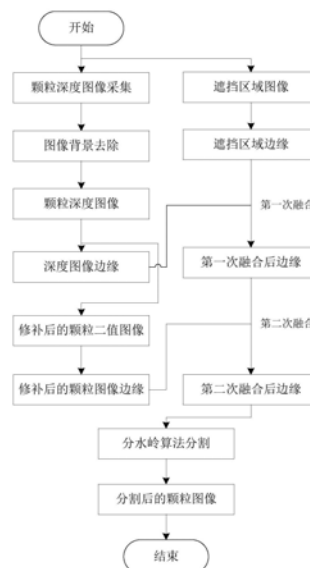 开始
颗粒深度图像采集
遮挡区域图像
图像背景去除
遮挡区域边缘
颗粒深度图像
第一次融合
深度图像边缘
第一次融合后边缘
修补后的颗粒二值图像
第二次融合
修补后的颗粒图像边缘
第二次融合后边缘
分水岭算法分割
分割后的颗粒图像
结束